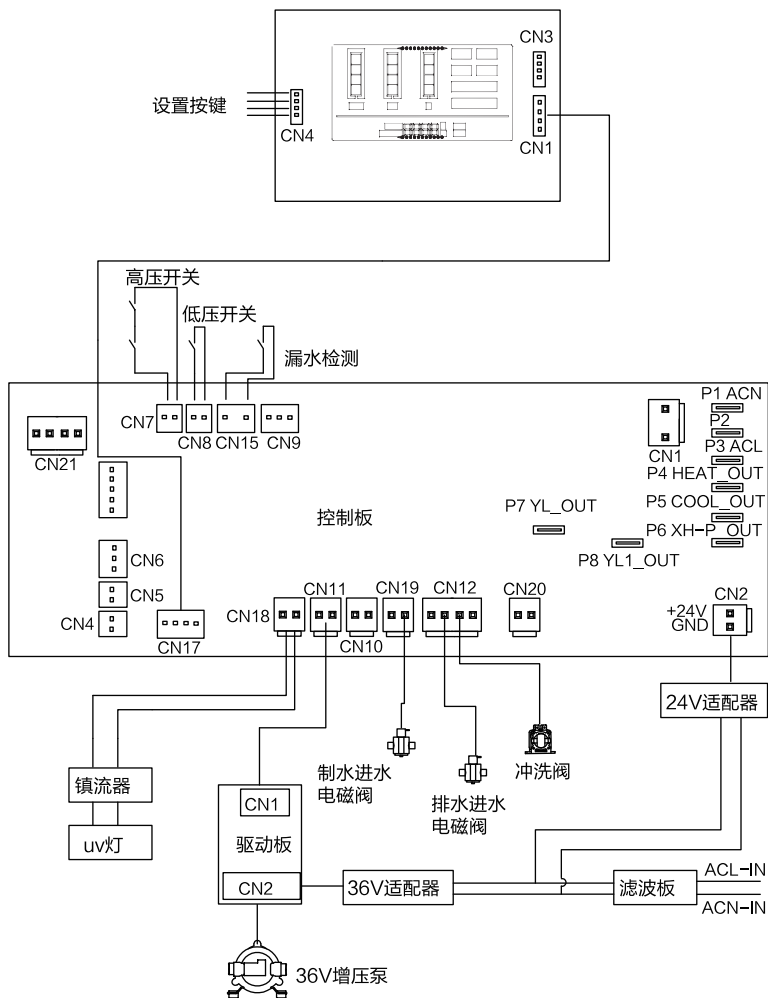 CN3
设置按键
CN4
CN1
高压开关
低压开关
漏水检测
CN7
CN8
CN15
CN9
CN21
P1 ACN
P2
CN1
P3 ACL
P4 HEAT_OUT
P5 COOL_OUT
P6 XH-P_OUT
P7 YL_OUT
P8 YL1_OUT
控制板
CN6
CN5
CN4
CN17
CN18
CN11
CN10
CN19
CN12
CN20
CN2
+24V
GND
24V适配器
制水进水
电磁阀
排水进水
电磁阀
冲洗阀
镇流器
uv灯
CN1
驱动板
CN2
36V适配器
滤波板
ACL-IN
ACN-IN
36V增压泵